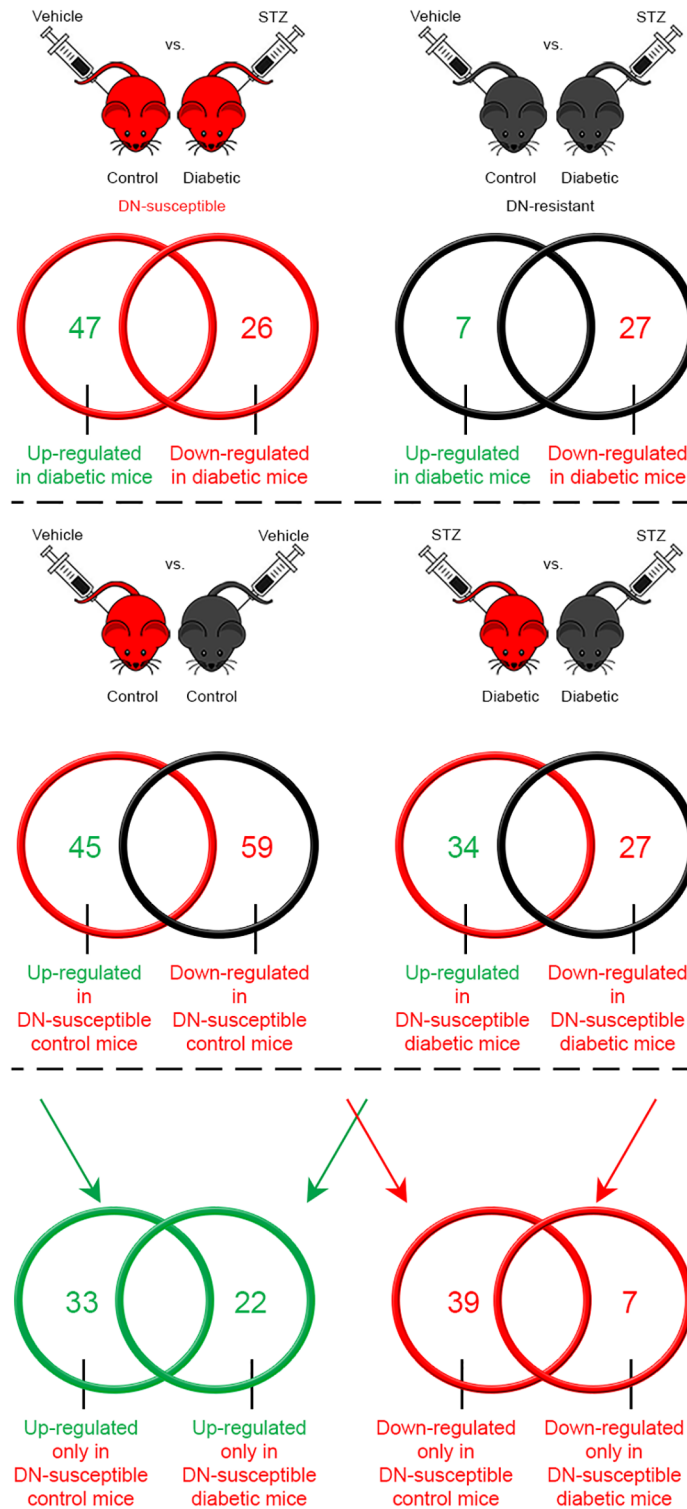 Vehicle vs. STZ
Vehicle vs. STZ
Control Diabetic
Control Diabetic
DN-susceptible
DN-resistant
47 26
7 27
Up-regulated
in diabetic mice
Down-regulated
in diabetic mice
Up-regulated
in diabetic mice
Down-regulated
in diabetic mice
Vehicle vs. Vehicle
STZ vs. STZ
Control Control
Diabetic Diabetic
45 59
34 27
Up-regulated
in
DN-susceptible
control mice
Down-regulated
in
DN-susceptible
control mice
Up-regulated
in
DN-susceptible
diabetic mice
Down-regulated
in
DN-susceptible
diabetic mice
33 22
39 7
Up-regulated
only in
DN-susceptible
control mice
Up-regulated
only in
DN-susceptible
diabetic mice
Down-regulated
only in
DN-susceptible
control mice
Down-regulated
only in
DN-susceptible
diabetic mice